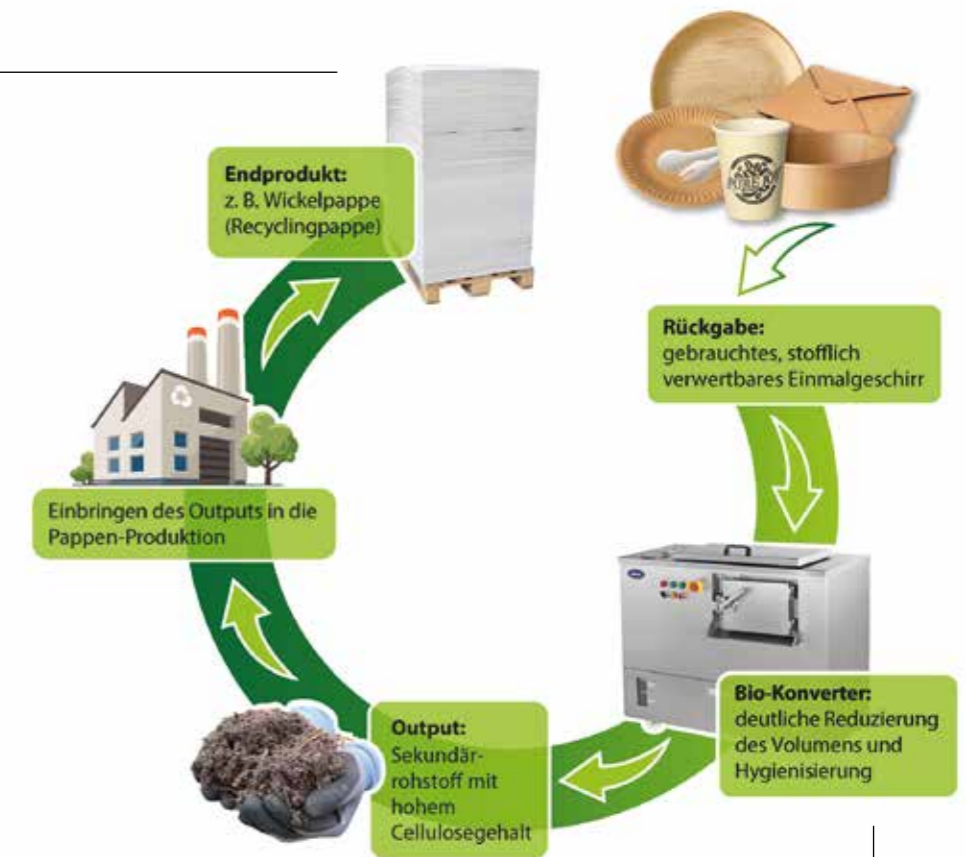 Endprodukt:
z. B. Wickelpappe
(Recyclingpappe)
Rückgabe:
gebrauchtes, stofflich
verwertbares Einmalgeschirr
Einbringen des Outputs in die
Pappen-Produktion
Output:
Sekundär-
rohstoff mit
hohem
Cellulosegehalt
Bio-Konverter:
deutliche Reduzierung
des Volumens und
Hygienisierung